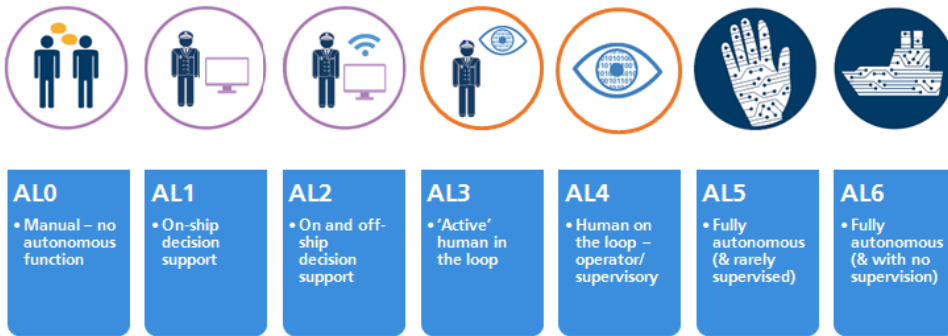 AL0
• Manual – no
autonomous
function
AL1
• On-ship
decision
support
AL2
• On and off-
ship
decision
support
AL3
• ‘Active’
human in
the loop
AL4
• Human on
the loop –
operator/
supervisory
AL5
• Fully
autonomous
(& rarely
supervised)
AL6
• Fully
autonomous
(& with no
supervision)